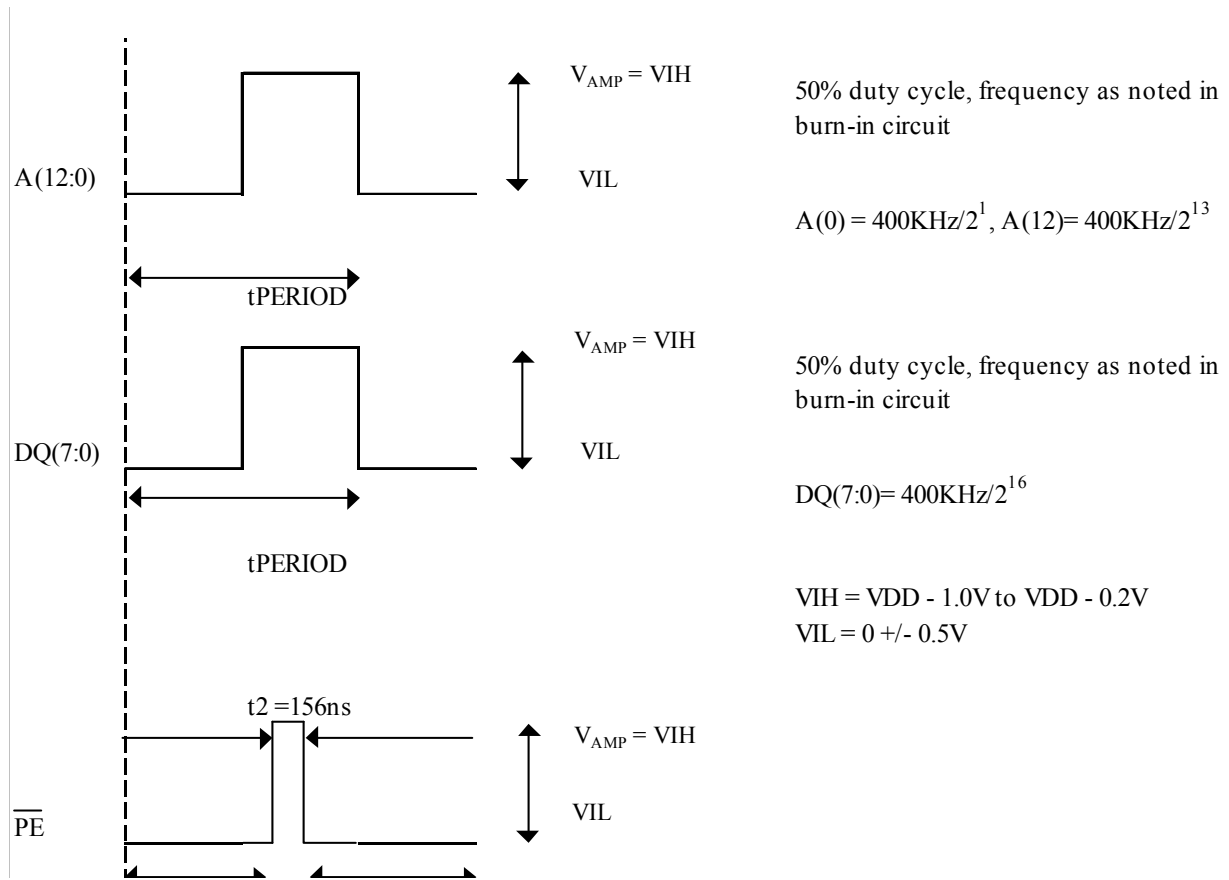 V_AMP = VIH
50% duty cycle, frequency as noted in
burn-in circuit
A(12:0)
VIL
A(0) = 400KHz/2^1, A(12)= 400KHz/2^13
tPERIOD
V_AMP = VIH
50% duty cycle, frequency as noted in
burn-in circuit
DQ(7:0)
VIL
DQ(7:0)= 400KHz/2^16
tPERIOD
VIH = VDD - 1.0V to VDD - 0.2V
VIL = 0 +/- 0.5V
t2 =156ns
V_AMP = VIH
VIL
P̅E̅